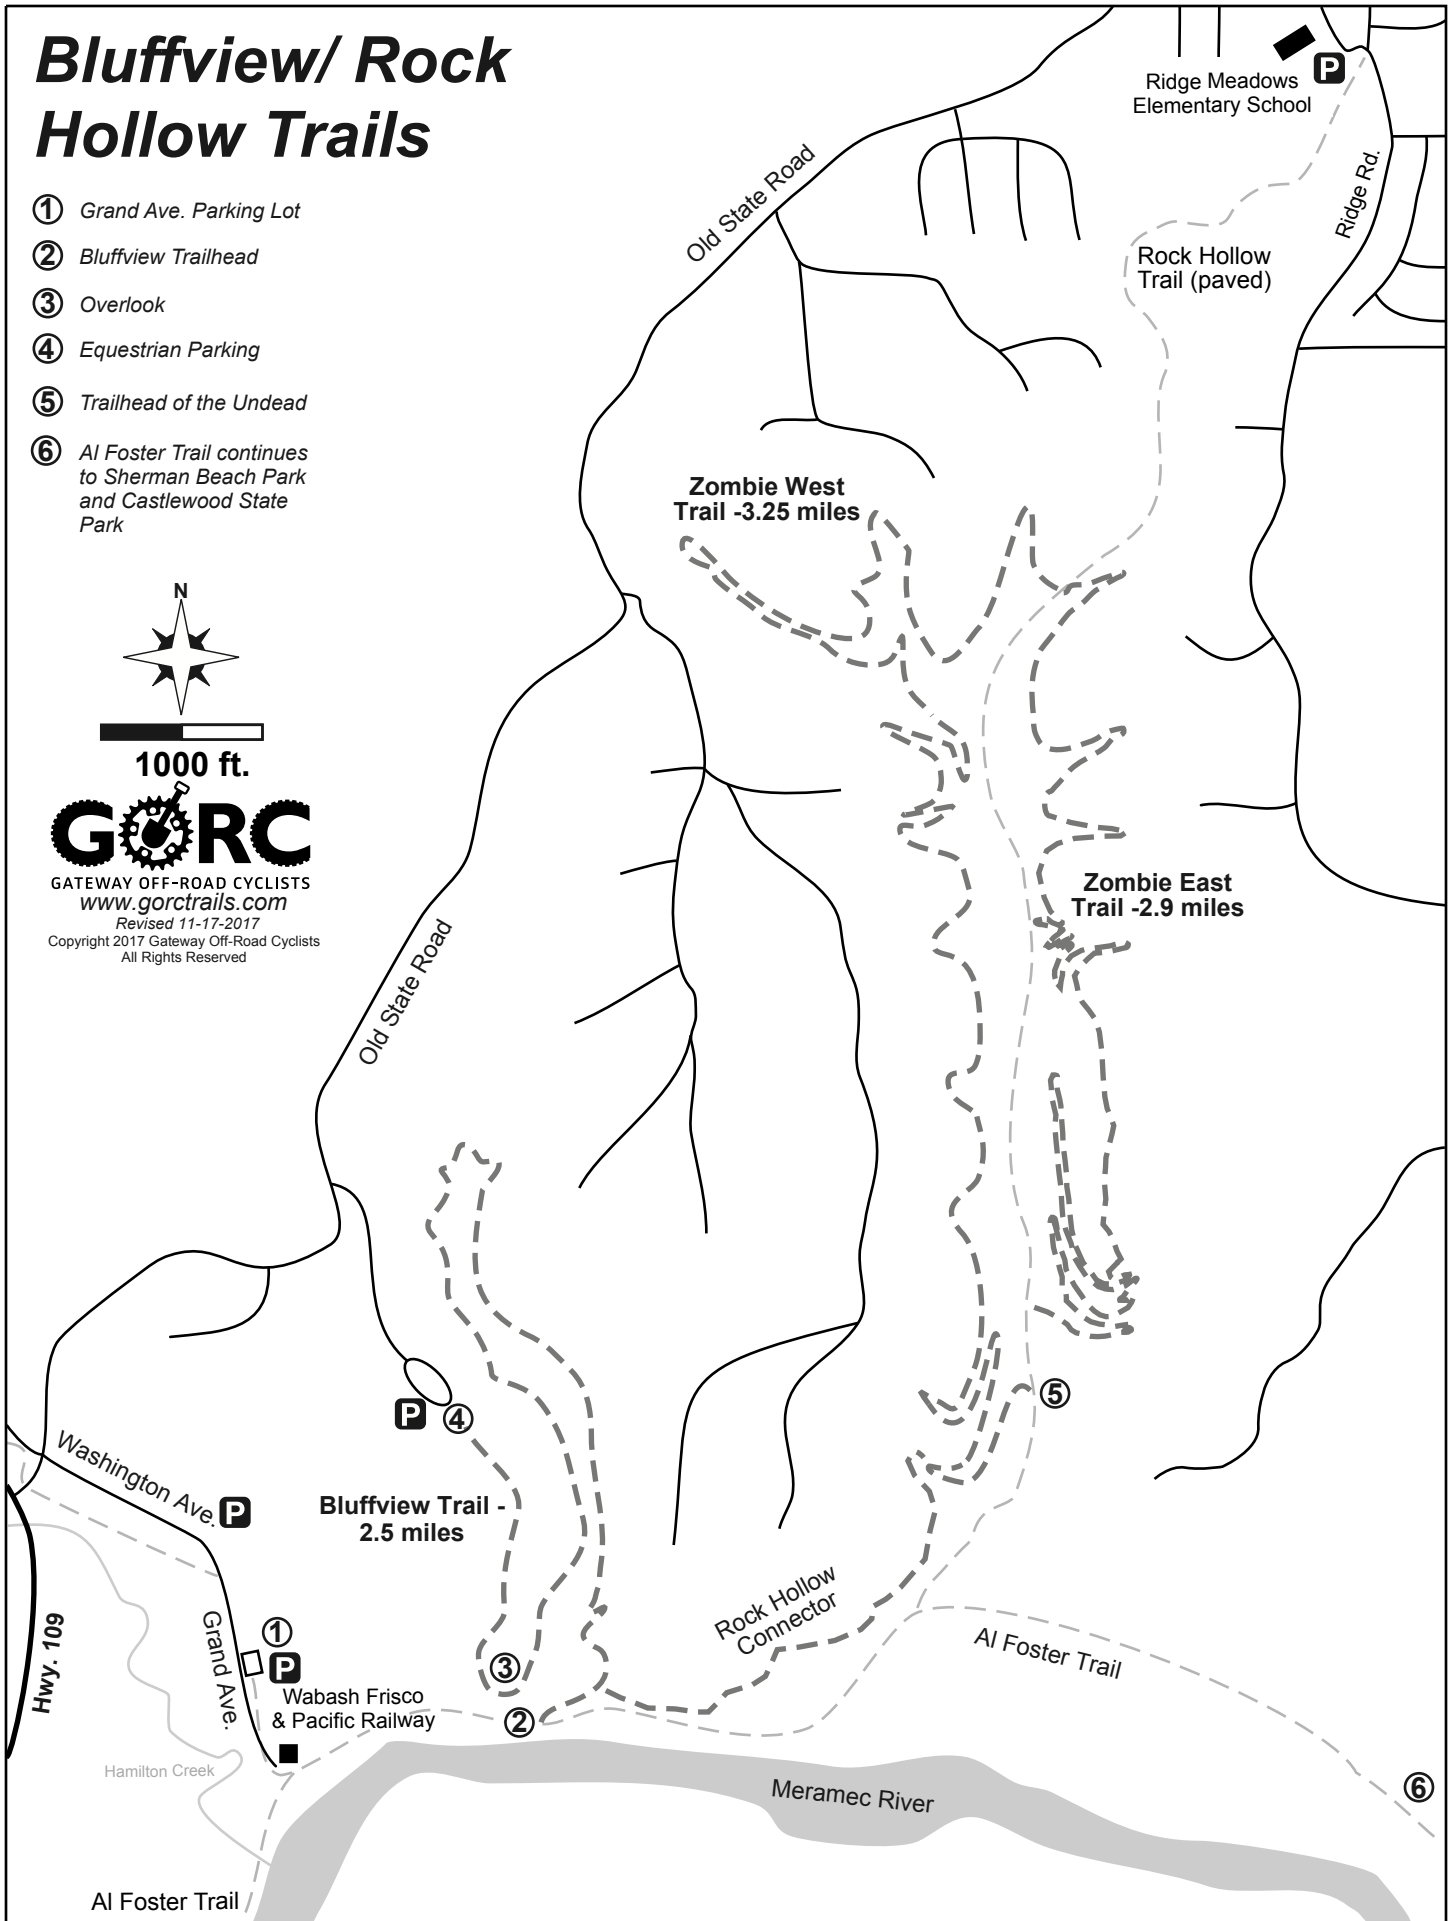 Bluffview/ Rock
Hollow Trails
1 Grand Ave. Parking Lot
2 Bluffview Trailhead
3 Overlook
4 Equestrian Parking
5 Trailhead of the Undead
6 Al Foster Trail continues
to Sherman Beach Park
and Castlewood State
Park
N
1000 ft.
GORC
GATEWAY OFF-ROAD CYCLISTS
www.gorctrails.com
Revised 11-17-2017
Copyright 2017 Gateway Off-Road Cyclists
All Rights Reserved
P
Ridge Meadows
Elementary School
Old State Road
Ridge Rd.
Rock Hollow
Trail (paved)
Zombie West
Trail -3.25 miles
Zombie East
Trail -2.9 miles
Old State Road
5
P
4
Washington Ave.
P
Bluffview Trail -
2.5 miles
Rock Hollow
Connector
Hwy. 109
Grand Ave.
1
P
3
Al Foster Trail
Wabash Frisco
& Pacific Railway
2
Hamilton Creek
Meramec River
6
Al Foster Trail